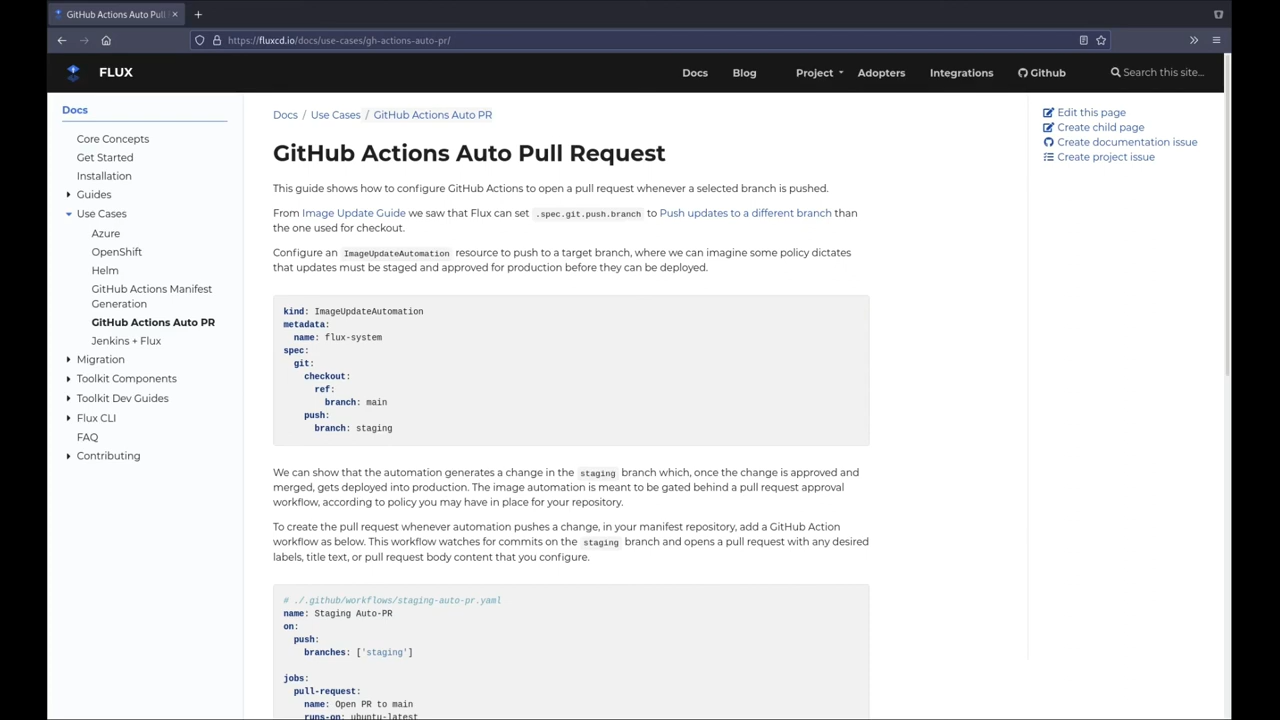 GitHub Actions Auto Pull
https://fluxcd.io/docs/use-cases/gh-actions-auto-pr/
FLUX
Docs
Blog
Project
Adopters
Integrations
Github
Search this site...
Docs
Core Concepts
Get Started
Installation
Guides
Use Cases
Azure
OpenShift
Helm
GitHub Actions Manifest
Generation
GitHub Actions Auto PR
Jenkins + Flux
Migration
Toolkit Components
Toolkit Dev Guides
Flux CLI
FAQ
Contributing
Docs / Use Cases / GitHub Actions Auto PR
GitHub Actions Auto Pull Request
This guide shows how to configure GitHub Actions to open a pull request whenever a selected branch is pushed.
From Image Update Guide we saw that Flux can set .spec.git.push.branch to Push updates to a different branch than
the one used for checkout.
Configure an ImageUpdateAutomation resource to push to a target branch, where we can imagine some policy dictates
that updates must be staged and approved for production before they can be deployed.
kind: ImageUpdateAutomation
metadata:
  name: flux-system
spec:
  git:
    checkout:
      ref:
        branch: main
    push:
      branch: staging
We can show that the automation generates a change in the staging branch which, once the change is approved and
merged, gets deployed into production. The image automation is meant to be gated behind a pull request approval
workflow, according to policy you may have in place for your repository.
To create the pull request whenever automation pushes a change, in your manifest repository, add a GitHub Action
workflow as below. This workflow watches for commits on the staging branch and opens a pull request with any desired
labels, title text, or pull request body content that you configure.
# ./.github/workflows/staging-auto-pr.yaml
name: Staging Auto-PR
on:
  push:
    branches: ['staging']
jobs:
  pull-request:
    name: Open PR to main
    runs-on: ubuntu-latest
Edit this page
Create child page
Create documentation issue
Create project issue